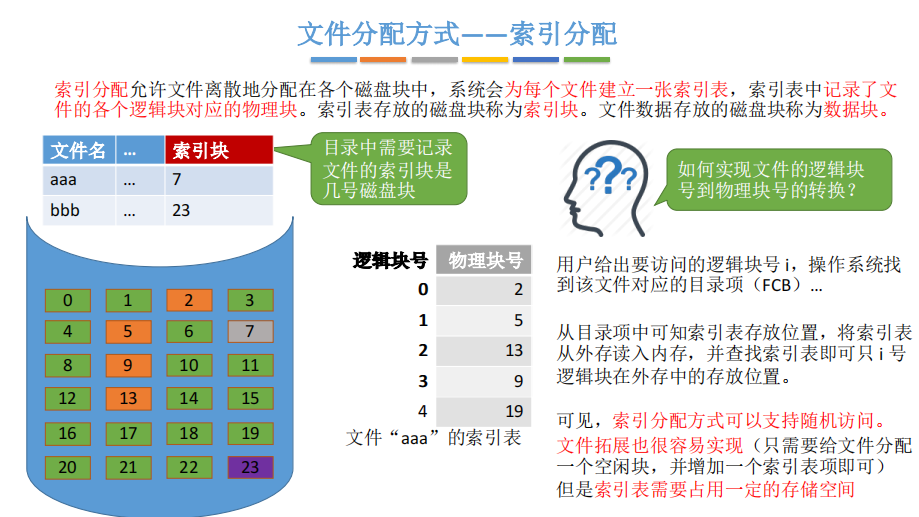 文件分配方式——索引分配
索引分配允许文件离散地分配在各个磁盘块中，系统会为每个文件建立一张索引表，索引表中记录了文
件的各个逻辑块对应的物理块。索引表存放的磁盘块称为索引块。文件数据存放的磁盘块称为数据块。
文件名 … 索引块
aaa … 7
bbb … 23
目录中需要记录
文件的索引块是
几号磁盘块
???
如何实现文件的逻辑块
号到物理块号的转换？
0 1 2 3
4 5 6 7
8 9 10 11
12 13 14 15
16 17 18 19
20 21 22 23
逻辑块号 物理块号
0 2
1 5
2 13
3 9
4 19
文件“aaa”的索引表
用户给出要访问的逻辑块号 i，操作系统找
到该文件对应的目录项（FCB）…
从目录项中可知索引表存放位置，将索引表
从外存读入内存，并查找索引表即可只 i 号
逻辑块在外存中的存放位置。
可见，索引分配方式可以支持随机访问。
文件拓展也很容易实现（只需要给文件分配
一个空闲块，并增加一个索引表项即可）
但是索引表需要占用一定的存储空间